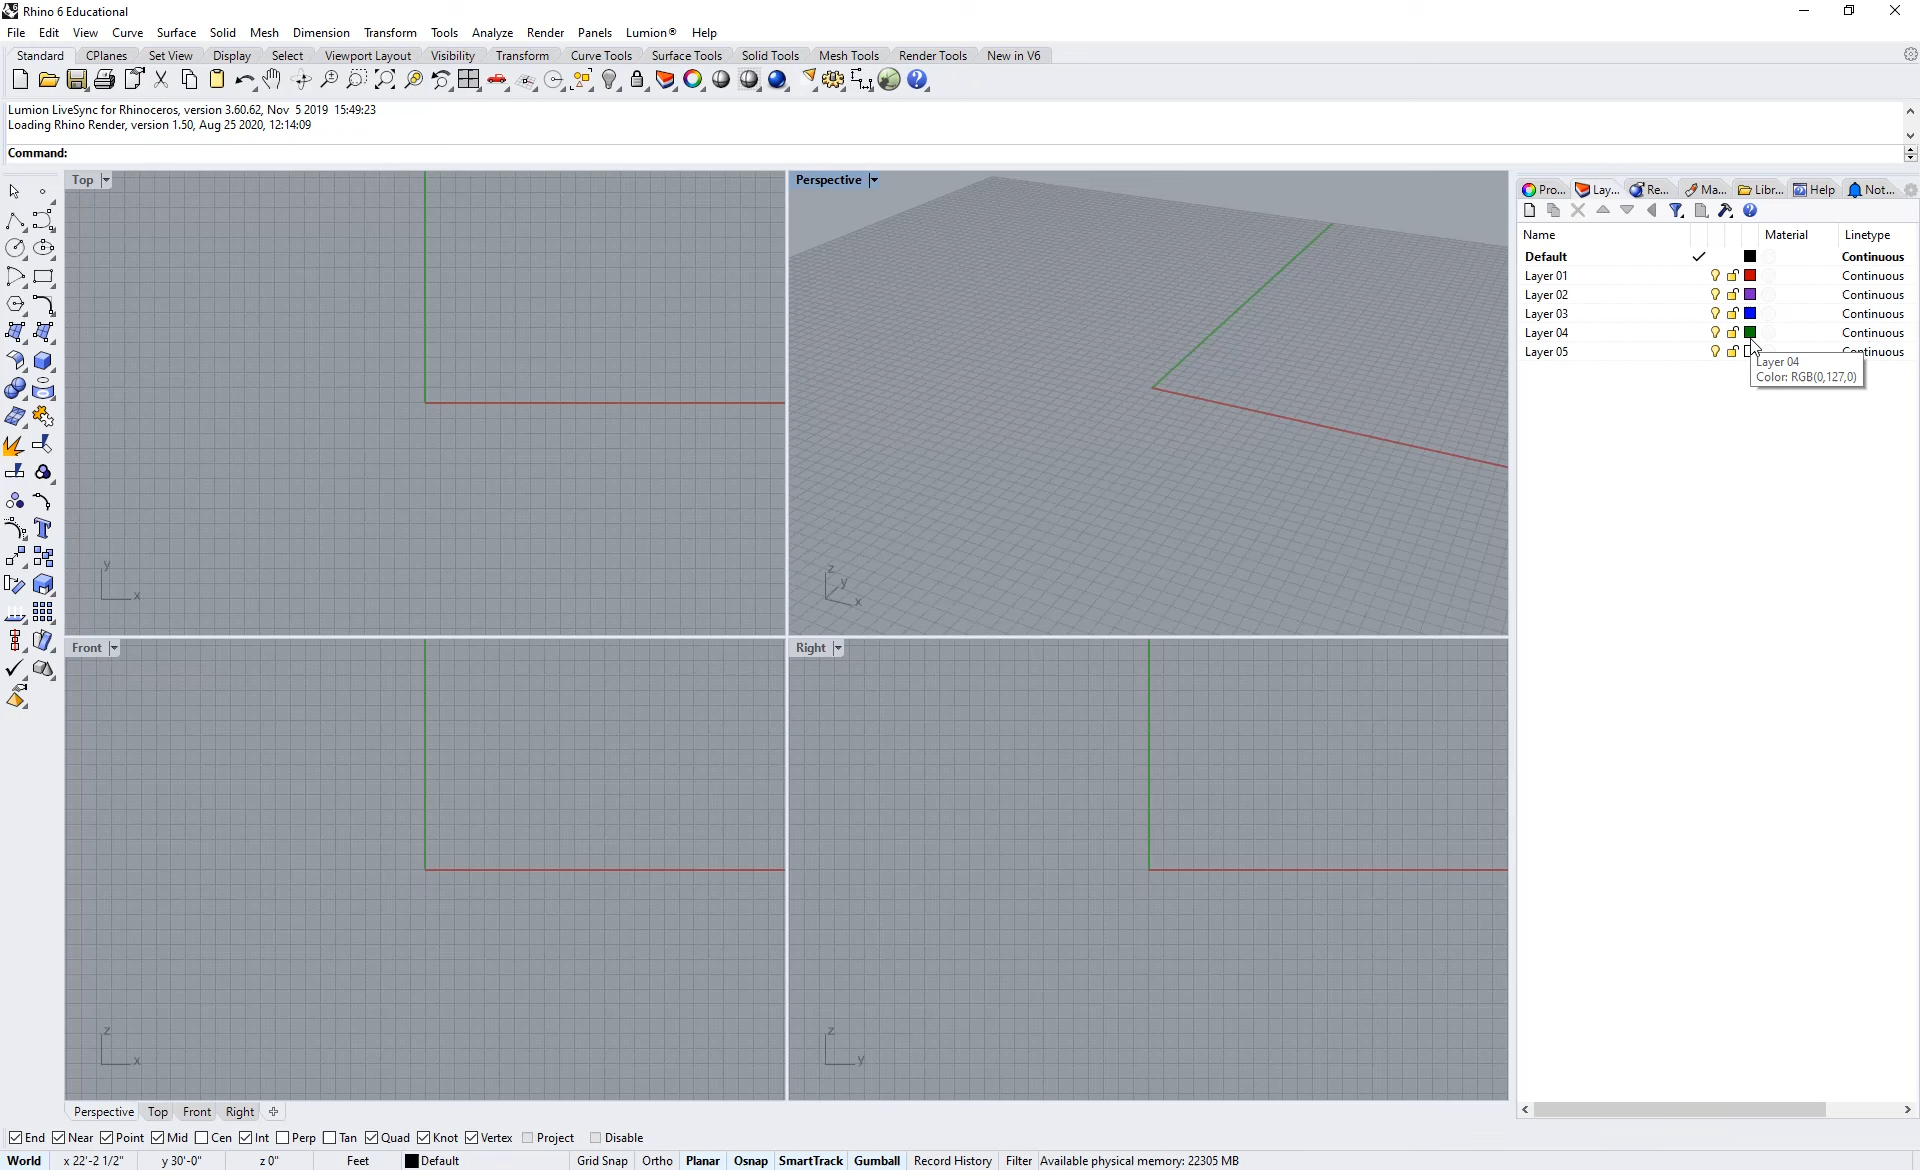 Rhino 6 Educational
File Edit View Curve Surface Solid Mesh Dimension Transform Tools Analyze Render Panels Lumion® Help
Standard CPlanes Set View Display Select Viewport Layout Visibility Transform Curve Tools Surface Tools Solid Tools Mesh Tools Render Tools New in V6
Lumion LiveSync for Rhinoceros, version 3.60.62, Nov 5 2019 15:49:23
Loading Rhino Render, version 1.50, Aug 25 2020, 12:14:09
Command:
Top
Perspective
Pro... Lay... Re... Ma... Libr... Help Not...
Name Material Linetype
Default Continuous
Layer 01 Continuous
Layer 02 Continuous
Layer 03 Continuous
Layer 04 Continuous
Layer 05
Layer 04
Color: RGB(0,127,0)
y
x
z
y
x
Front
Right
z
x
z
y
Perspective Top Front Right
End Near Point Mid Cen Int Perp Tan Quad Knot Vertex Project Disable
World x 22'-2 1/2" y 30'-0" z 0" Feet Default Grid Snap Ortho Planar Osnap SmartTrack Gumball Record History Filter Available physical memory: 22305 MB